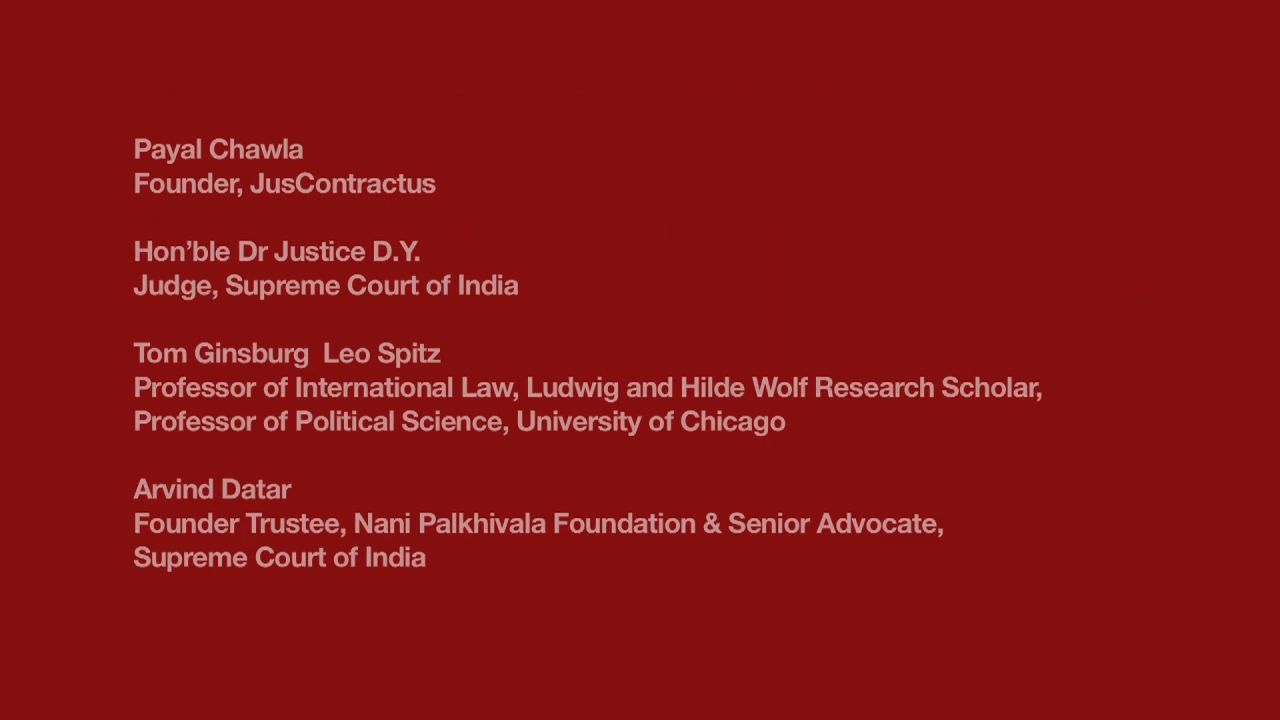 Payal Chawla
Founder, JusContractus
Hon’ble Dr Justice D.Y.
Judge, Supreme Court of India
Tom Ginsburg  Leo Spitz
Professor of International Law, Ludwig and Hilde Wolf Research Scholar,
Professor of Political Science, University of Chicago
Arvind Datar
Founder Trustee, Nani Palkhivala Foundation & Senior Advocate,
Supreme Court of India